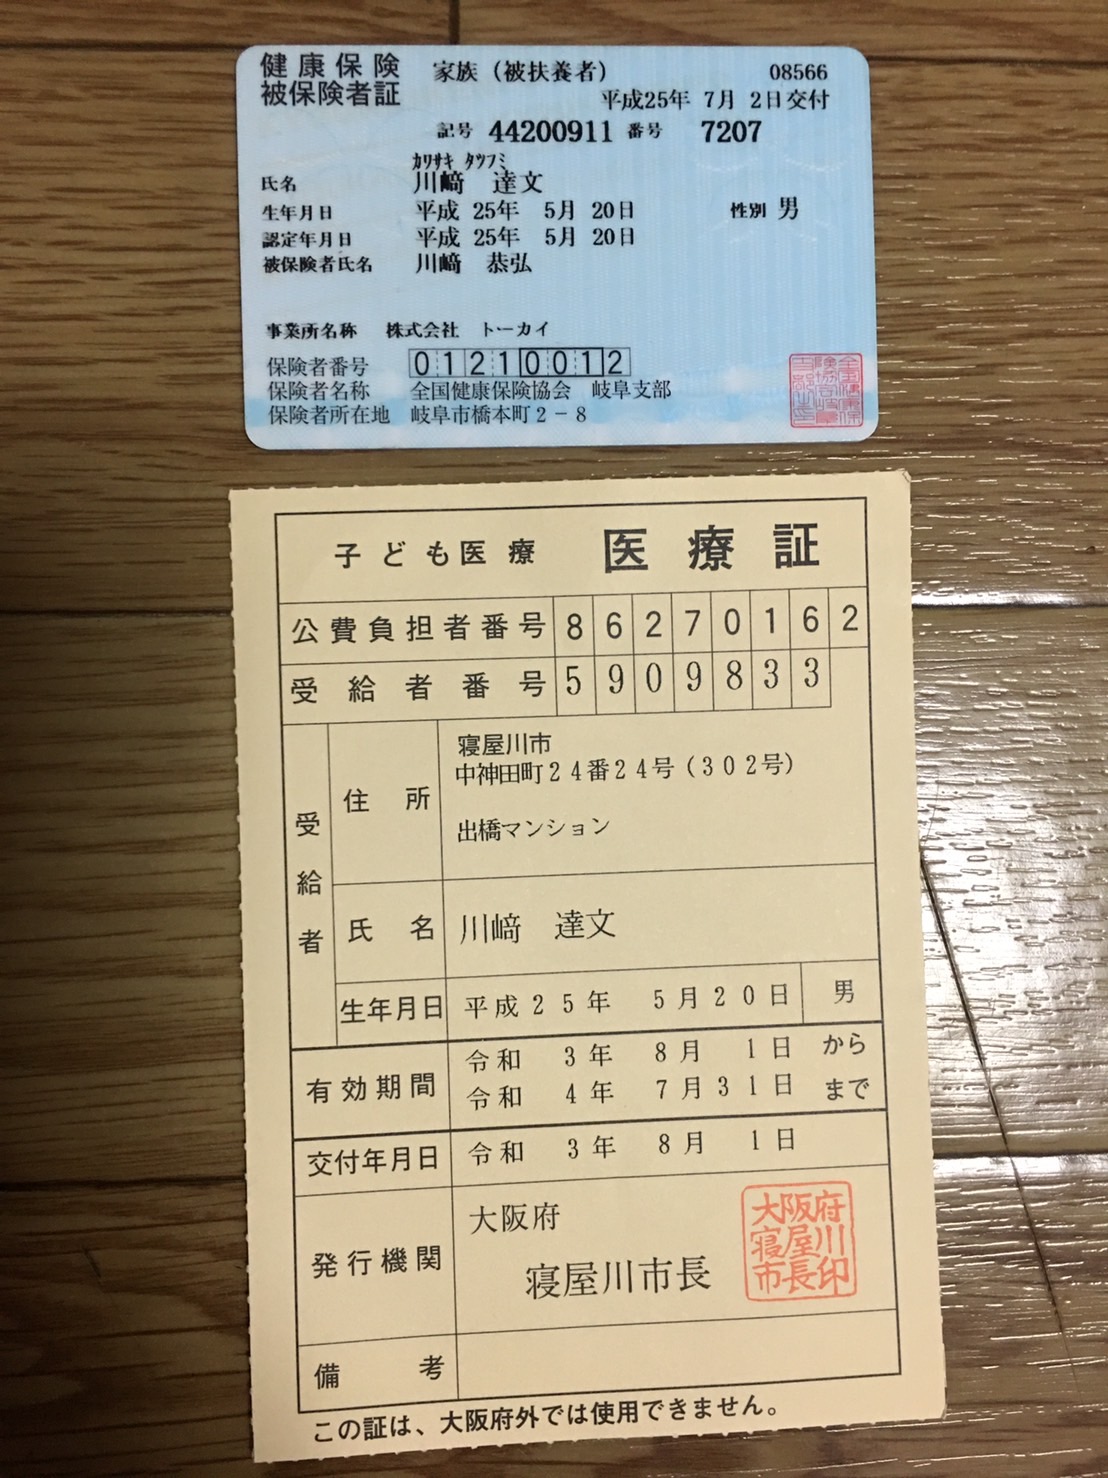 健康保険 家族(被扶養者) 08566
被保険者証 平成25年 7月 2日交付
記号 44200911 番号 7207
カワサキ タツフミ
氏名 川﨑 達文
生年月日 平成 25年 5月 20日 性別 男
認定年月日 平成 25年 5月 20日
被保険者氏名 川﨑 恭弘
事業所名称 株式会社 トーカイ
保険者番号 01210012
保険者名称 全国健康保険協会 岐阜支部
保険者所在地 岐阜市橋本町2-8
子ども医療 医療証
公費負担者番号 86270162
受給者番号 5909833
受給者
住所 寝屋川市
中神田町24番24号(302号)
出橋マンション
氏名 川﨑 達文
生年月日 平成25年 5月20日 男
有効期間 令和 3年 8月 1日 から
令和 4年 7月31日 まで
交付年月日 令和 3年 8月 1日
発行機関 大阪府
寝屋川市長
大阪府
寝屋川
市長印
備考
この証は、大阪府外では使用できません。